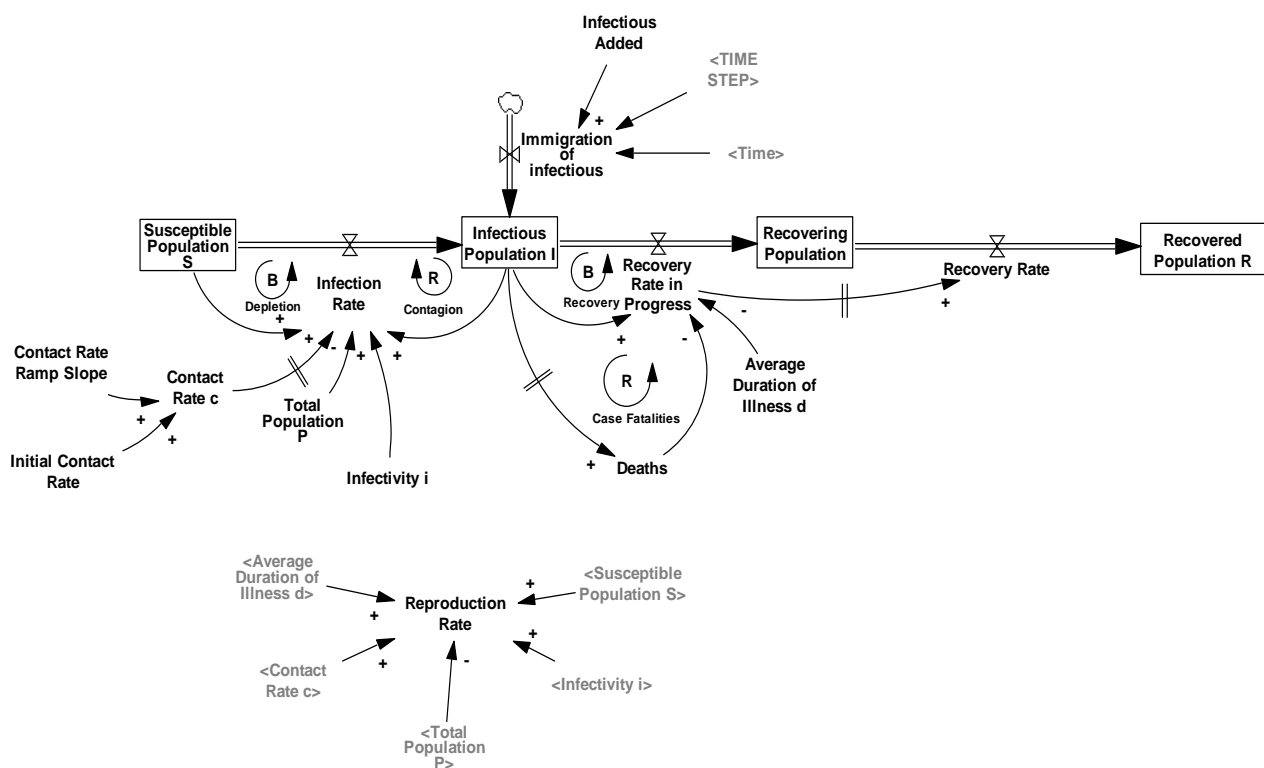 Infectious
Added
<TIME
STEP>
+
Immigration
of
infectious
<Time>
Susceptible
Population
S
Infectious
Population I
Recovering
Population
Recovered
Population R
B
Depletion
+
Infection
Rate
R
Contagion
B
Recovery
Recovery
Rate in
Progress
Recovery Rate
+
-
+
-
+
+
+
-
R
Case Fatalities
Average
Duration of
Illness d
Contact Rate
Ramp Slope
+
Contact
Rate c
+
Initial Contact
Rate
Total
Population
P
Infectivity i
+
Deaths
<Average
Duration of
Illness d>
+
Reproduction
Rate
+
<Susceptible
Population S>
<Contact
Rate c>
+
-
+
<Infectivity i>
<Total
Population
P>